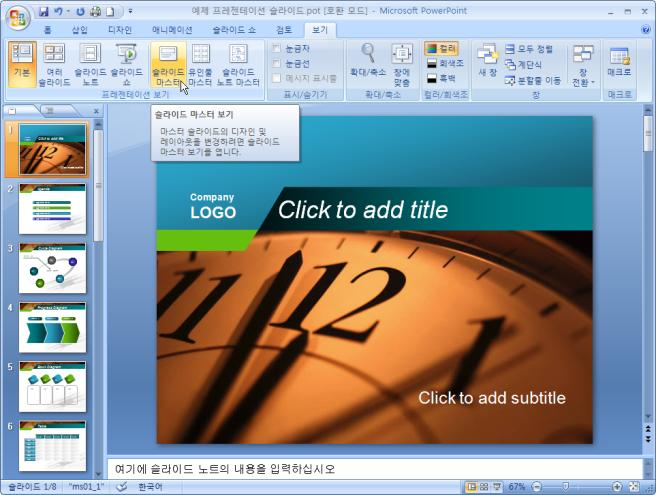 예제 프레젠테이션 슬라이드.pot [호환 모드] - Microsoft PowerPoint
홈 삽입 디자인 애니메이션 슬라이드 쇼 검토 보기
기본
여러 슬라이드
슬라이드 노트
슬라이드 쇼
슬라이드 마스터
유인물 마스터
슬라이드 노트 마스터
프레젠테이션 보기
눈금자
눈금선
메시지 표시줄
표시/숨기기
확대/축소
창에 맞춤
확대/축소
컬러
회색조
흑백
컬러/회색조
새 창
모두 정렬
계단식
분할줄 이동
창 전환
창
매크로
매크로
슬라이드 마스터 보기
마스터 슬라이드의 디자인 및
레이아웃을 변경하려면 슬라이드
마스터 보기를 엽니다.
1
2
3
4
5
6
Company
LOGO
Click to add title
11 12
Click to add subtitle
여기에 슬라이드 노트의 내용을 입력하십시오
슬라이드 1/8 "ms01_1" 한국어 67%